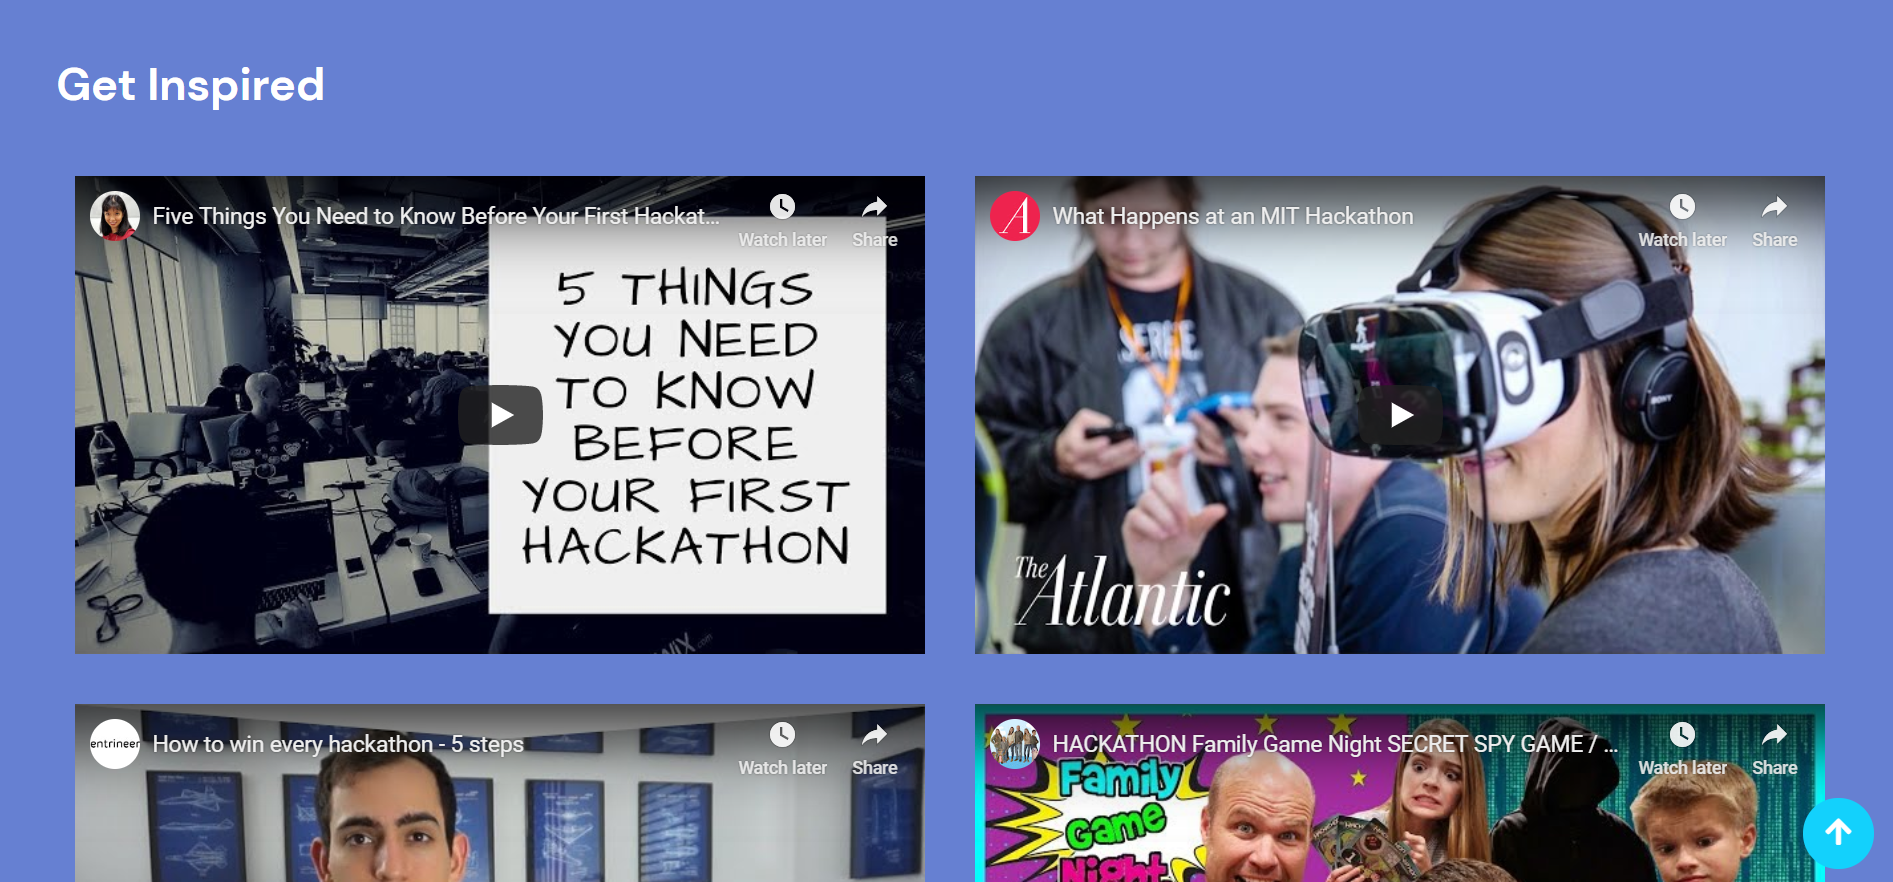 Get Inspired
Five Things You Need to Know Before Your First Hackat...
Watch later
Share
5 THINGS
YOU NEED
TO KNOW
BEFORE
YOUR FIRST
HACKATHON
WIX.com
What Happens at an MIT Hackathon
Watch later
Share
SONY
The
Atlantic
entrineer
How to win every hackathon - 5 steps
Watch later
Share
HACKATHON Family Game Night SECRET SPY GAME / ...
Watch later
Share
Family
Game
Night